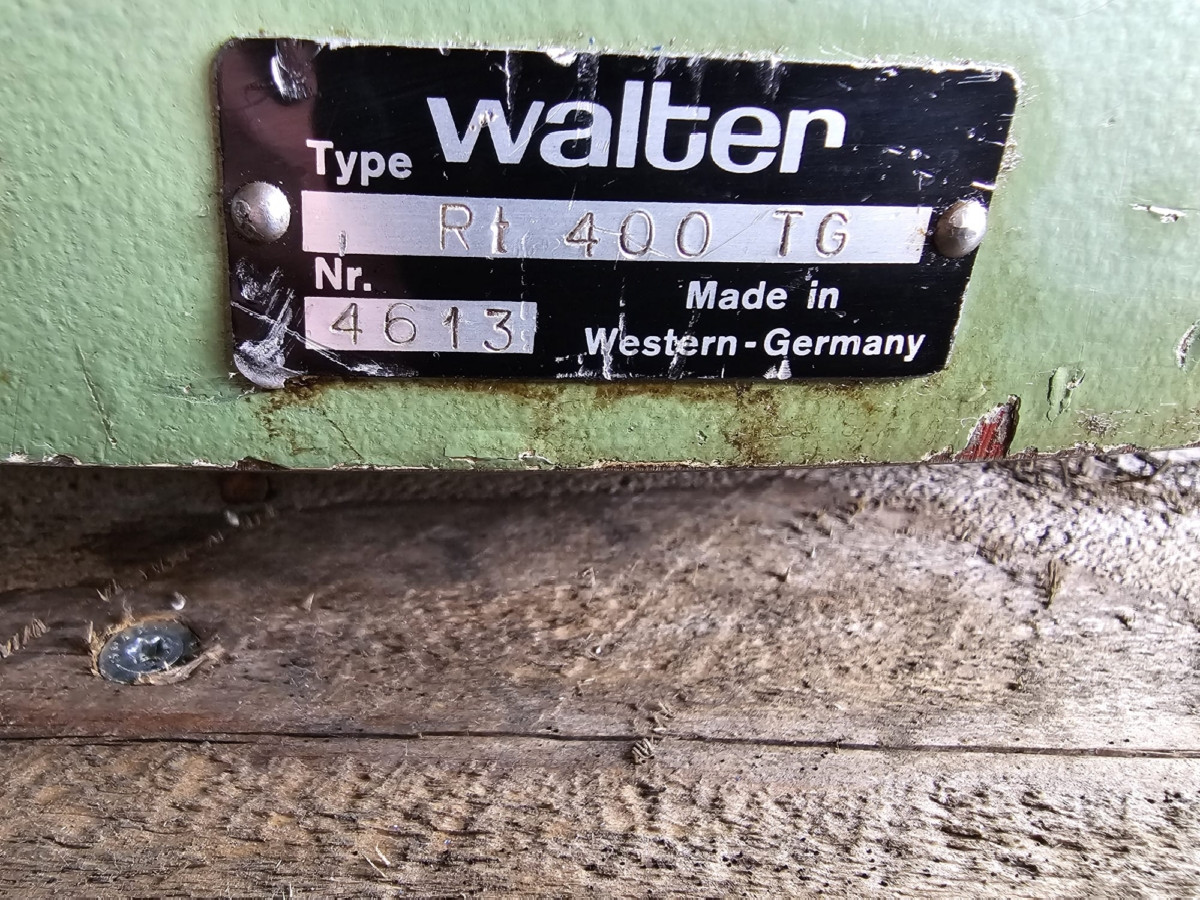 walter
Type
Rt 400 TG
Nr.
4613
Made in
Western-Germany